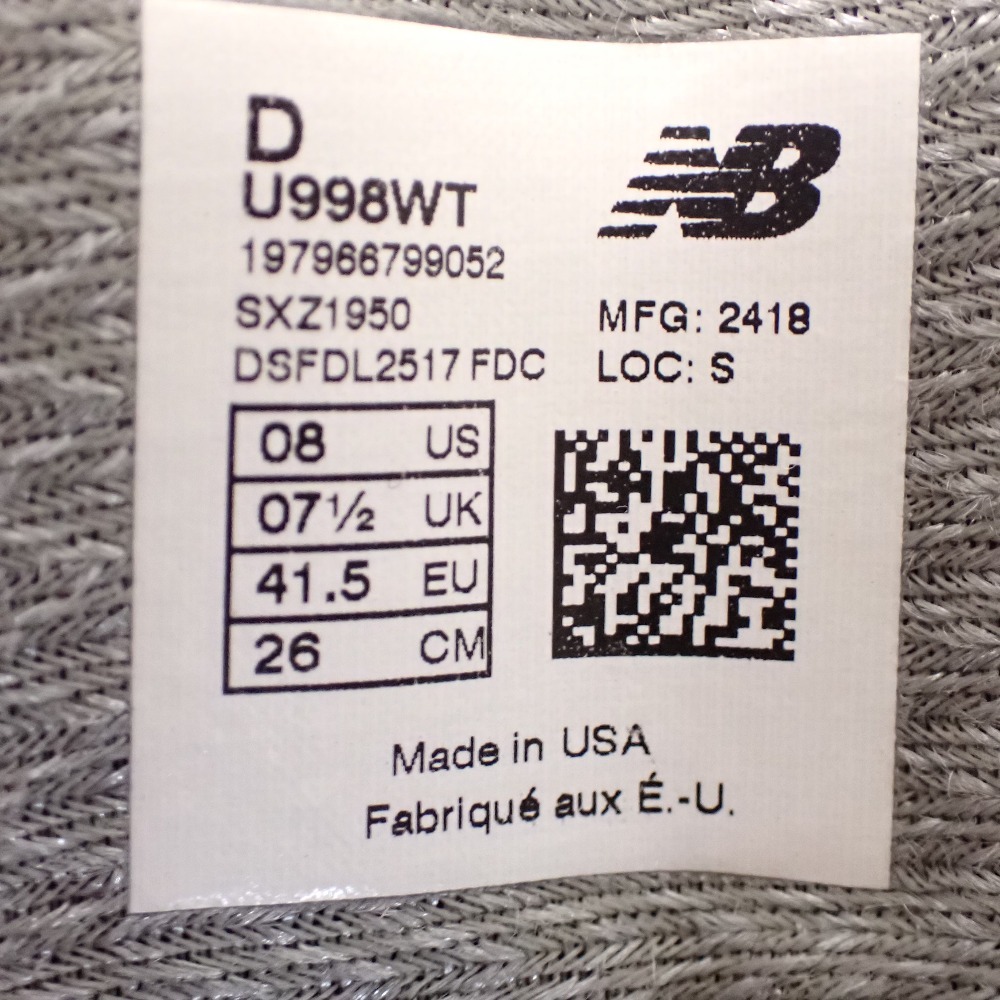 D
U998WT
NB
197966799052
SXZ1950
MFG: 2418
DSFDL2517 FDC
LOC: S
08 US
07½ UK
41.5 EU
26 CM
Made in USA
Fabriqué aux É.-U.